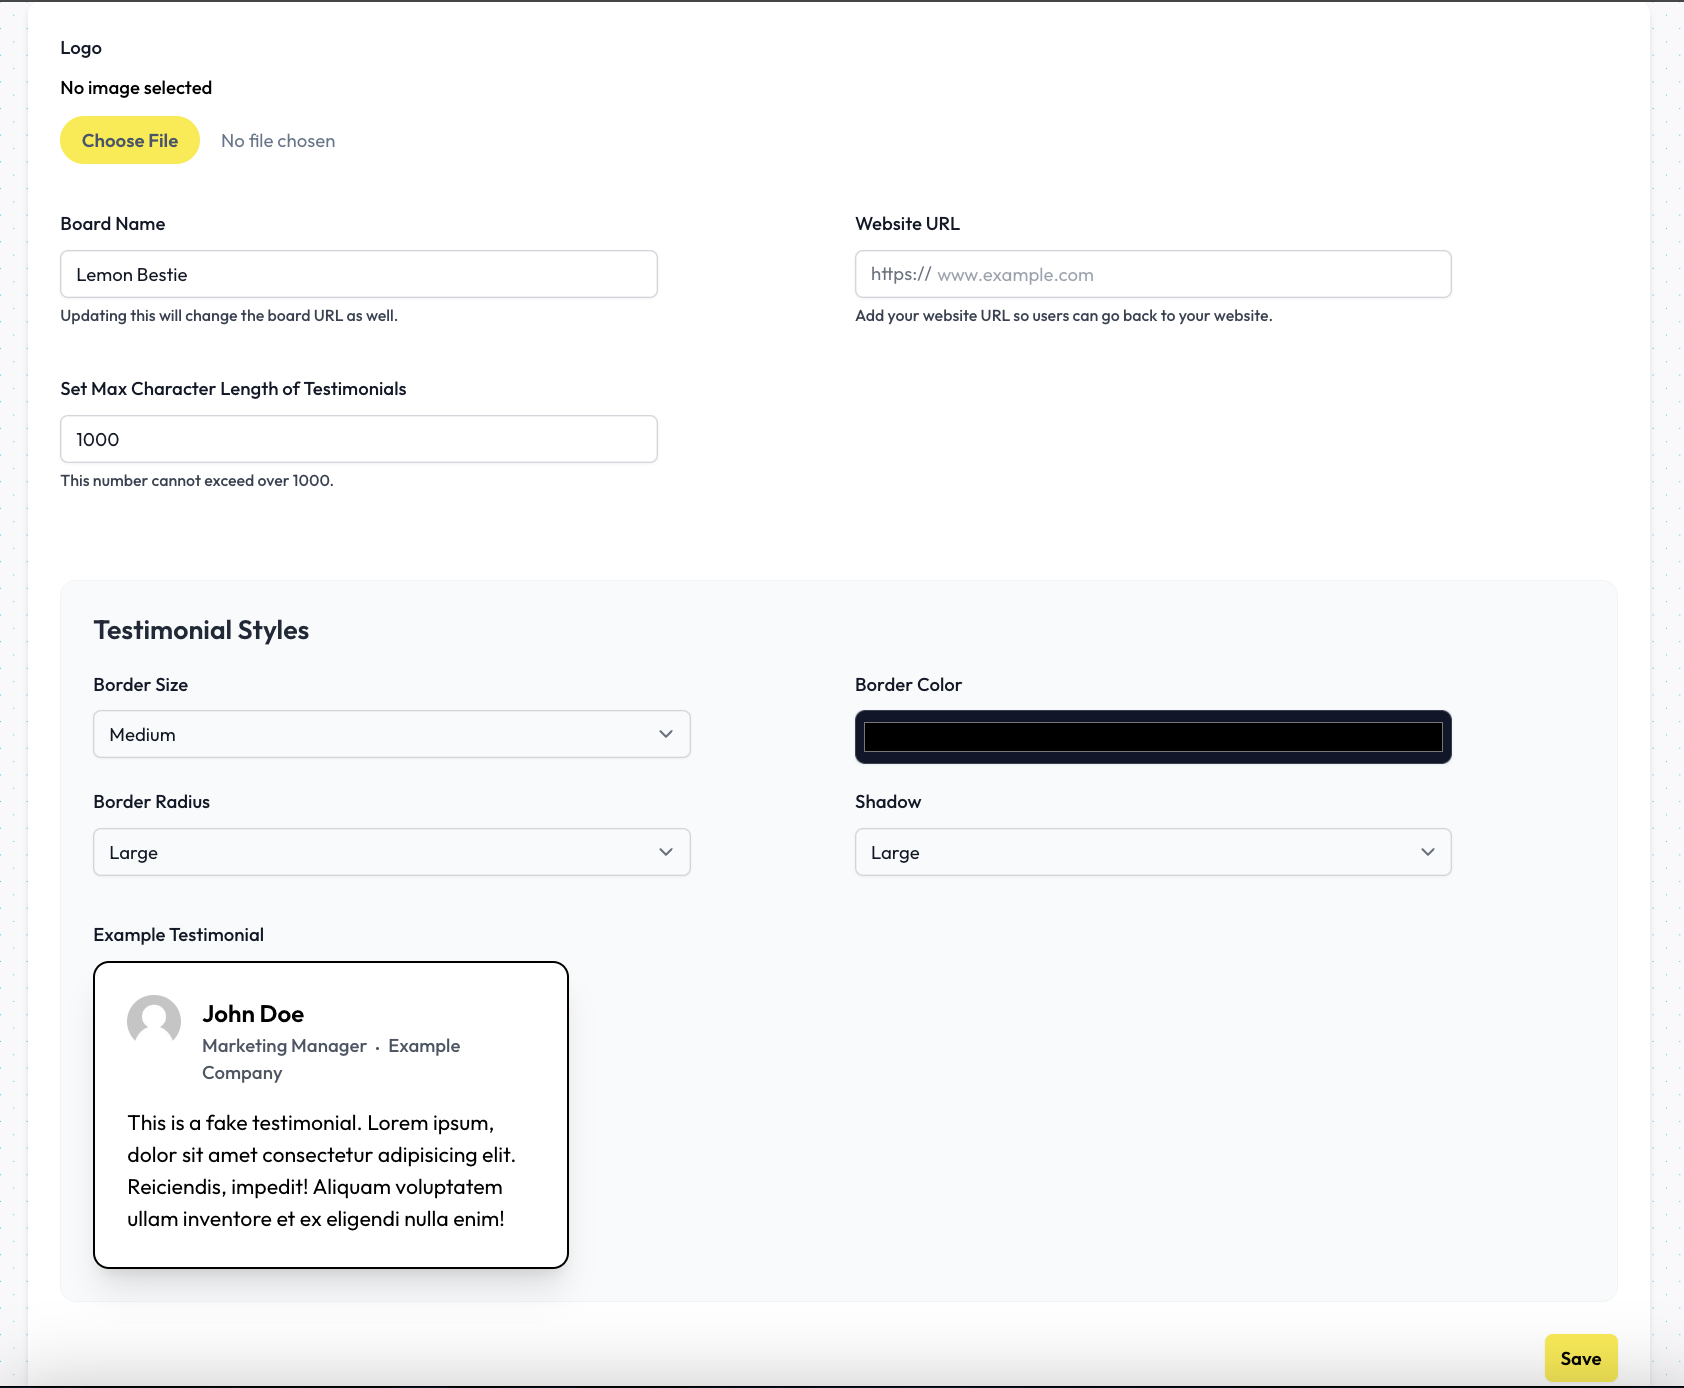 Logo
No image selected
Choose File
No file chosen
Board Name
Lemon Bestie
Updating this will change the board URL as well.
Website URL
https:// www.example.com
Add your website URL so users can go back to your website.
Set Max Character Length of Testimonials
1000
This number cannot exceed over 1000.
Testimonial Styles
Border Size
Medium
Border Color
Border Radius
Large
Shadow
Large
Example Testimonial
John Doe
Marketing Manager · Example
Company
This is a fake testimonial. Lorem ipsum,
dolor sit amet consectetur adipisicing elit.
Reiciendis, impedit! Aliquam voluptatem
ullam inventore et ex eligendi nulla enim!
Save